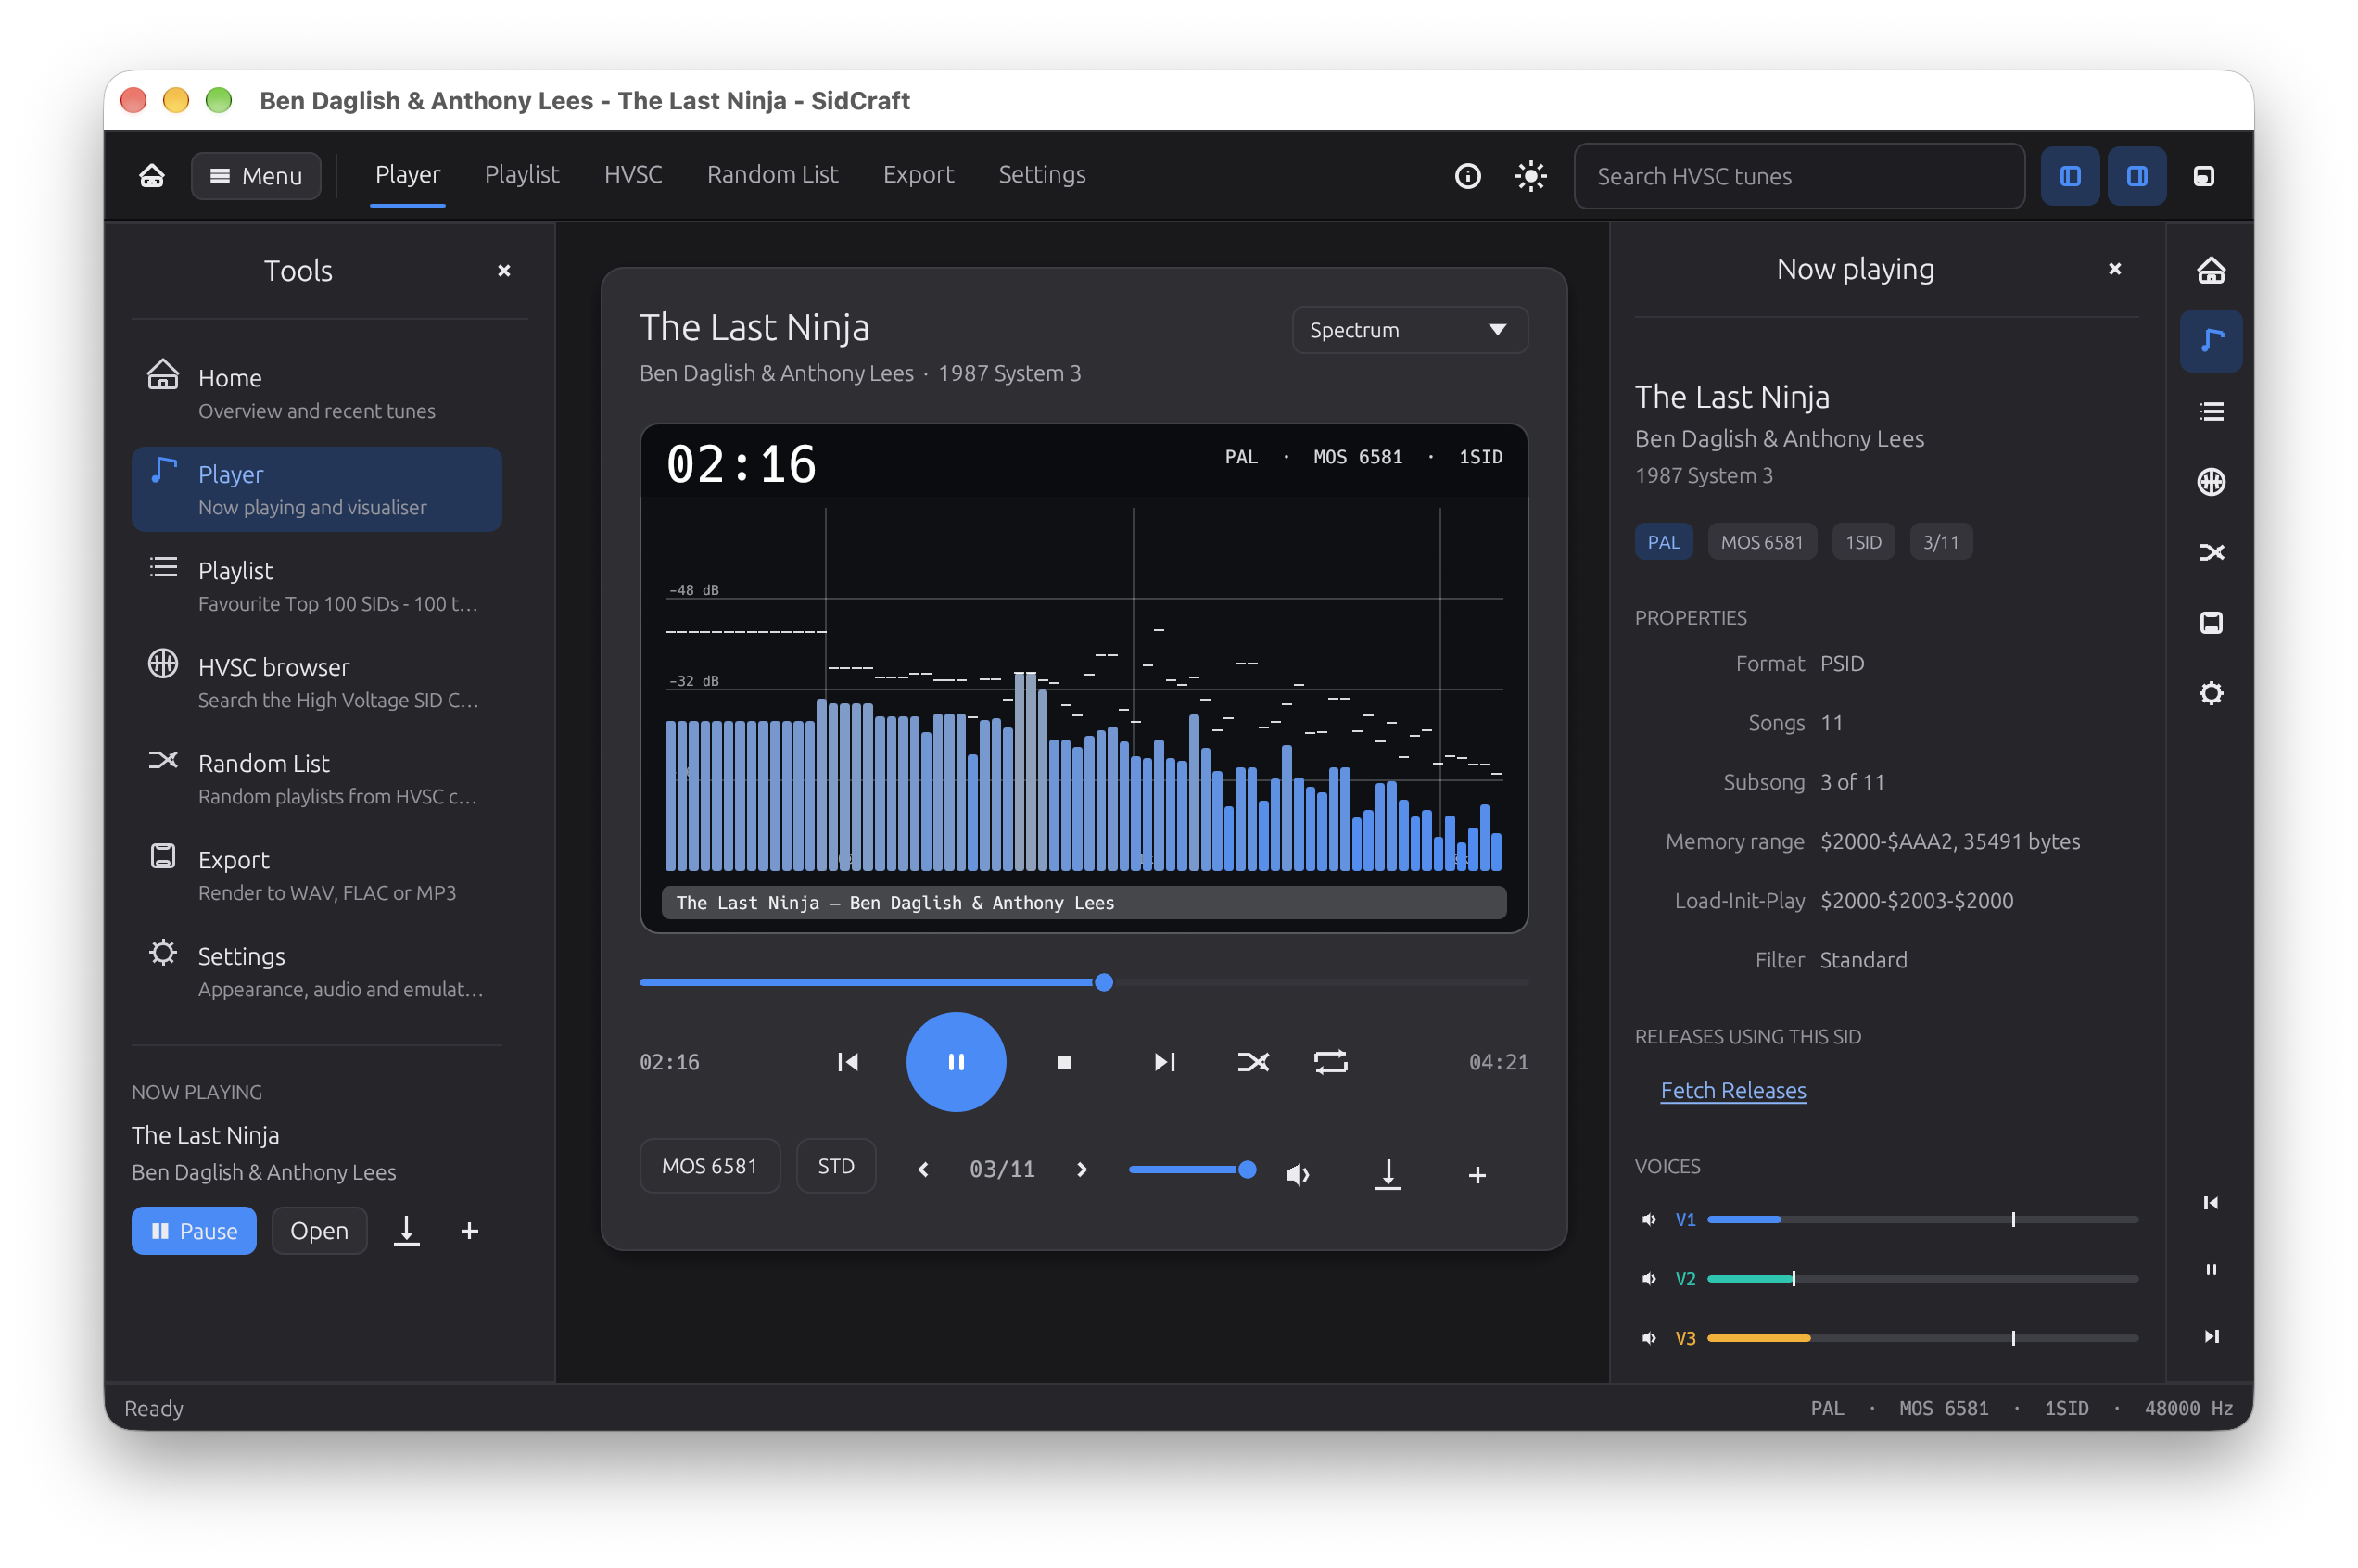 Ben Daglish & Anthony Lees - The Last Ninja - SidCraft
Menu
Player
Playlist
HVSC
Random List
Export
Settings
Search HVSC tunes
Tools
Home
Overview and recent tunes
Player
Now playing and visualiser
Playlist
Favourite Top 100 SIDs - 100 t…
HVSC browser
Search the High Voltage SID C…
Random List
Random playlists from HVSC c…
Export
Render to WAV, FLAC or MP3
Settings
Appearance, audio and emulat…
NOW PLAYING
The Last Ninja
Ben Daglish & Anthony Lees
Pause
Open
The Last Ninja
Ben Daglish & Anthony Lees · 1987 System 3
Spectrum
02:16
PAL · MOS 6581 · 1SID
-48 dB
-32 dB
The Last Ninja — Ben Daglish & Anthony Lees
02:16
04:21
MOS 6581
STD
03/11
Now playing
The Last Ninja
Ben Daglish & Anthony Lees
1987 System 3
PAL
MOS 6581
1SID
3/11
PROPERTIES
Format PSID
Songs 11
Subsong 3 of 11
Memory range $2000-$AAA2, 35491 bytes
Load-Init-Play $2000-$2003-$2000
Filter Standard
RELEASES USING THIS SID
Fetch Releases
VOICES
V1
V2
V3
Ready
PAL · MOS 6581 · 1SID · 48000 Hz